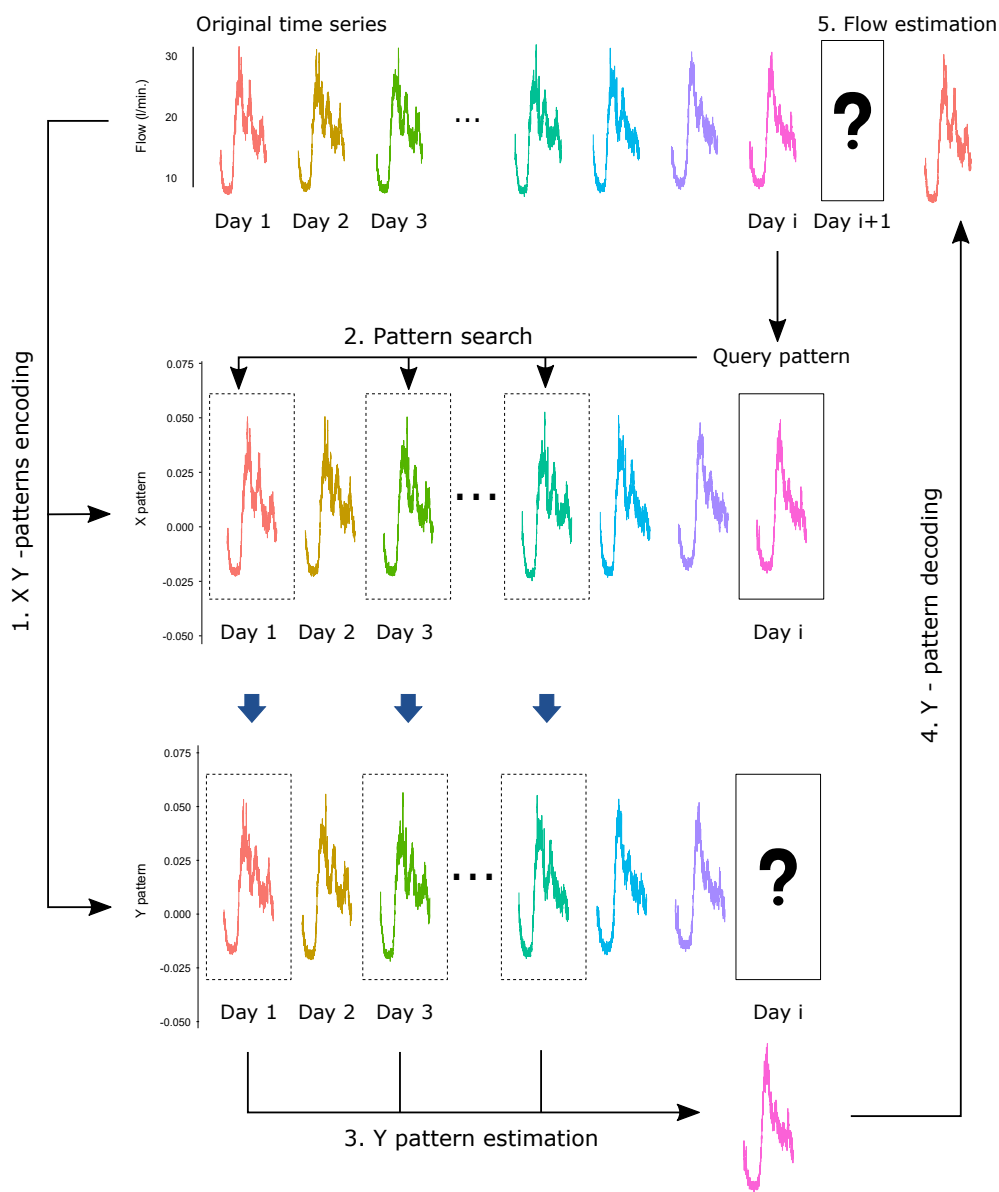 Original time series
5. Flow estimation
Flow (l/min.)
30
20
10
...
?
Day 1 Day 2 Day 3 Day i Day i+1
1. X Y -patterns encoding
2. Pattern search
Query pattern
X pattern
0.075
0.050
0.025
0.000
-0.025
-0.050
...
Day 1 Day 2 Day 3 Day i
4. Y - pattern decoding
Y pattern
0.075
0.050
0.025
0.000
-0.025
-0.050
...
?
Day 1 Day 2 Day 3 Day i
3. Y pattern estimation